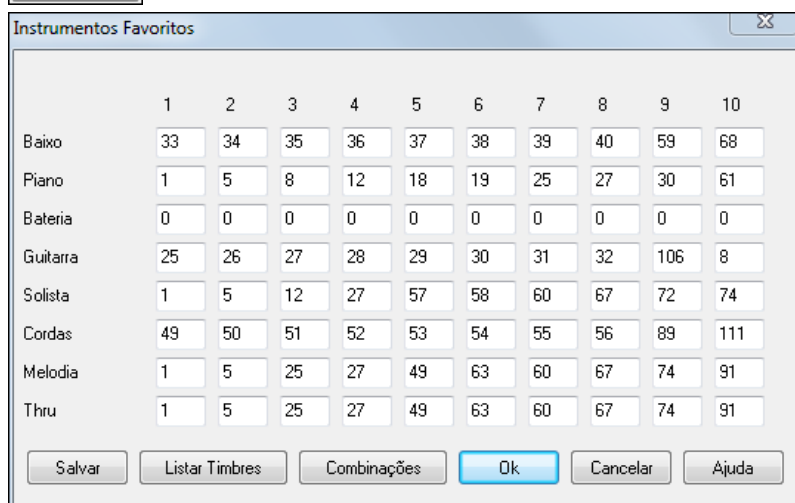 Instrumentos Favoritos
1 2 3 4 5 6 7 8 9 10
Baixo 33 34 35 36 37 38 39 40 59 68
Piano 1 5 8 12 18 19 25 27 30 61
Bateria 0 0 0 0 0 0 0 0 0 0
Guitarra 25 26 27 28 29 30 31 32 106 8
Solista 1 5 12 27 57 58 60 67 72 74
Cordas 49 50 51 52 53 54 55 56 89 111
Melodia 1 5 25 27 49 63 60 67 74 91
Thru 1 5 25 27 49 63 60 67 74 91
Salvar Listar Timbres Combinações Ok Cancelar Ajuda